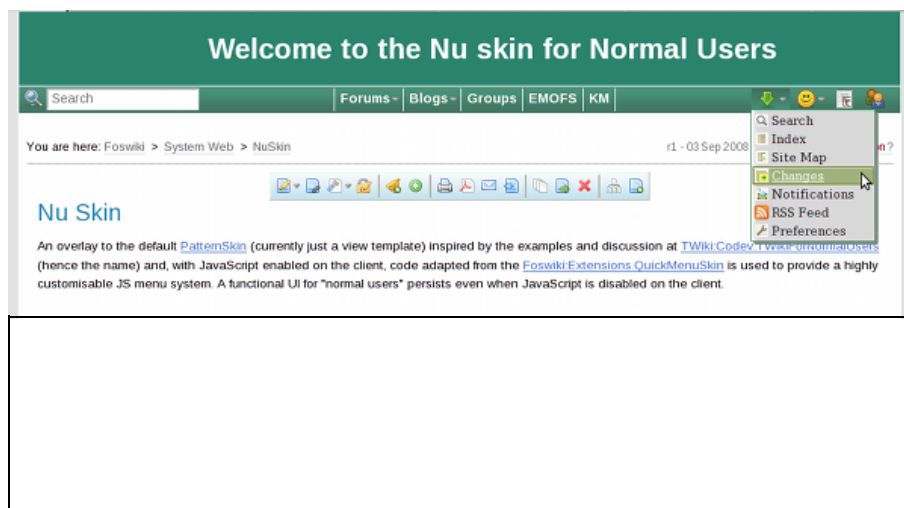 Welcome to the Nu skin for Normal Users
Search
Forums Blogs Groups EMOFS KM
Search
Index
Site Map
Changes
Notifications
RSS Feed
Preferences
You are here: Foswiki > System Web > NuSkin
r1 - 03 Sep 2008
Nu Skin
An overlay to the default PatternSkin (currently just a view template) inspired by the examples and discussion at TWiki:Codev.TWikiForNormalUsers
(hence the name) and, with JavaScript enabled on the client, code adapted from the Foswiki:Extensions.QuickMenuSkin is used to provide a highly
customisable JS menu system. A functional UI for "normal users" persists even when JavaScript is disabled on the client.